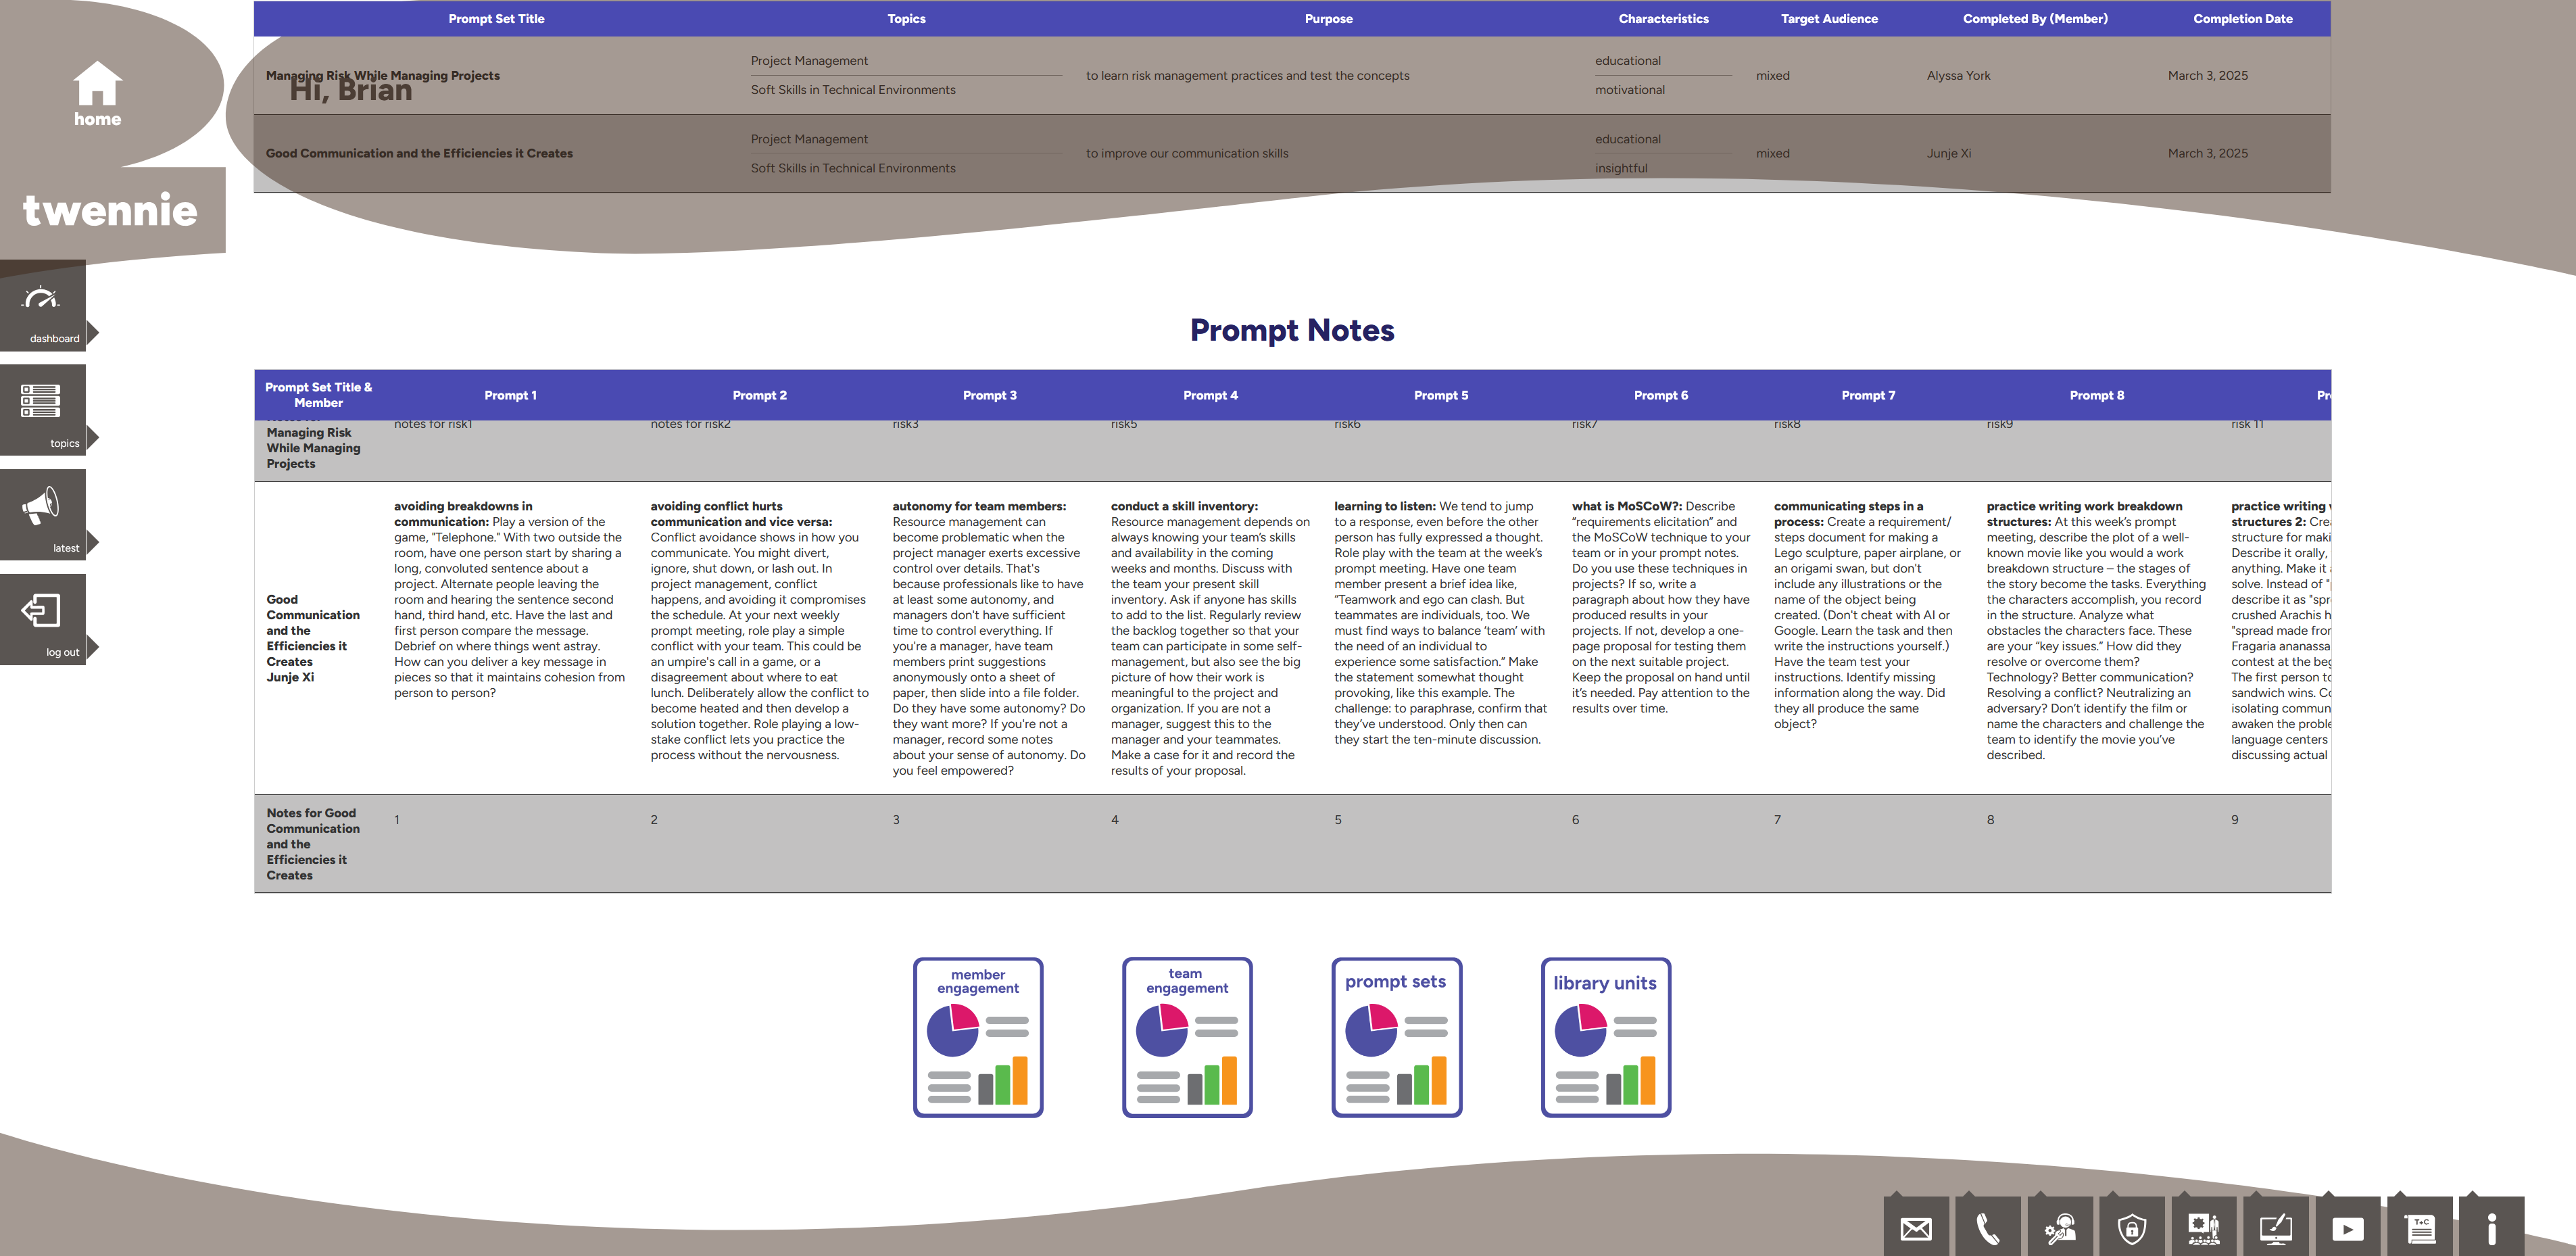 Prompt Set Title Topics Purpose Characteristics Target Audience Completed By (Member) Completion Date
Managing Risk While Managing Projects
Project Management
Soft Skills in Technical Environments
to learn risk management practices and test the concepts
educational
motivational
mixed
Alyssa York
March 3, 2025
Hi, Brian
home
Good Communication and the Efficiencies it Creates
Project Management
Soft Skills in Technical Environments
to improve our communication skills
educational
insightful
mixed
Junje Xi
March 3, 2025
twennie
dashboard
topics
latest
log out
Prompt Notes
Prompt Set Title &
Member
Prompt 1 Prompt 2 Prompt 3 Prompt 4 Prompt 5 Prompt 6 Prompt 7 Prompt 8
Managing Risk
While Managing
Projects
notes for risk1 notes for risk2 risk3 risk5 risk6 risk7 risk8 risk9 risk 11
Good
Communication
and the
Efficiencies it
Creates
Junje Xi
avoiding breakdowns in
communication: Play a version of the
game, "Telephone." With two outside the
room, have one person start by sharing a
long, convoluted sentence about a
project. Alternate people leaving the
room and hearing the sentence second
hand, third hand, etc. Have the last and
first person compare the message.
Debrief on where things went astray.
How can you deliver a key message in
pieces so that it maintains cohesion from
person to person?
avoiding conflict hurts
communication and vice versa:
Conflict avoidance shows in how you
communicate. You might divert,
ignore, shut down, or lash out. In
project management, conflict
happens, and avoiding it compromises
the schedule. At your next weekly
prompt meeting, role play a simple
conflict with your team. This could be
an umpire's call in a game, or a
disagreement about where to eat
lunch. Deliberately allow the conflict to
become heated and then develop a
solution together. Role playing a low-
stake conflict lets you practice the
process without the nervousness.
autonomy for team members:
Resource management can
become problematic when the
project manager exerts excessive
control over details. That's
because professionals like to have
at least some autonomy, and
managers don't have sufficient
time to control everything. If
you're a manager, have team
members print suggestions
anonymously onto a sheet of
paper, then slide into a file folder.
Do they have some autonomy? Do
they want more? If you're not a
manager, record some notes
about your sense of autonomy. Do
you feel empowered?
conduct a skill inventory:
Resource management depends on
always knowing your team's skills
and availability in the coming
weeks and months. Discuss with
the team your present skill
inventory. Ask if anyone has skills
to add to the list. Regularly review
the backlog together so that your
team can participate in some self-
management, but also see the big
picture of how their work is
meaningful to the project and
organization. If you are not a
manager, suggest this to the
manager and your teammates.
Make a case for it and record the
results of your proposal.
learning to listen: We tend to jump
to a response, even before the other
person has fully expressed a thought.
Role play with the team at the week's
prompt meeting. Have one team
member present a brief idea like,
"Teamwork and ego can clash. But
teammates are individuals, too. We
must find ways to balance 'team' with
the need of an individual to
experience some satisfaction." Make
the statement somewhat thought
provoking, like this example. The
challenge: to paraphrase, confirm that
they've understood. Only then can
they start the ten-minute discussion.
what is MoSCoW?: Describe
"requirements elicitation" and
the MoSCoW technique to your
team or in your prompt notes.
Do you use these techniques in
projects? If so, write a
paragraph about how they have
produced results in your
projects. If not, develop a one-
page proposal for testing them
on the next suitable project.
Keep the proposal on hand until
it's needed. Pay attention to the
results over time.
communicating steps in a
process: Create a requirement/
steps document for making a
Lego sculpture, paper airplane, or
an origami swan, but don't
include any illustrations or the
name of the object being
created. (Don't cheat with AI or
Google. Learn the task and then
write the instructions yourself.)
Have the team test your
instructions. Identify missing
information along the way. Did
they all produce the same
object?
practice writing work breakdown
structures: At this week's prompt
meeting, describe the plot of a well-
known movie like you would a work
breakdown structure – the stages of
the story become the tasks. Everything
the characters accomplish, you record
in the structure. Analyze what
obstacles the characters face. These
are your "key issues." How did they
resolve or overcome them?
Technology? Better communication?
Resolving a conflict? Neutralizing an
adversary? Don't identify the film or
name the characters and challenge the
team to identify the movie you've
described.
practice writing
structures 2:
structure for
Describe it orally,
anything. Make it
solve. Instead of
describe it as
crushed Arachis
"spread made from
Fragaria ananassa
contest at the
The first person to
sandwich wins.
isolating
awaken the
language centers
discussing actual
Notes for Good
Communication
and the
Efficiencies it
Creates
1 2 3 4 5 6 7 8 9
member
engagement
team
engagement
prompt sets
library units
T+C